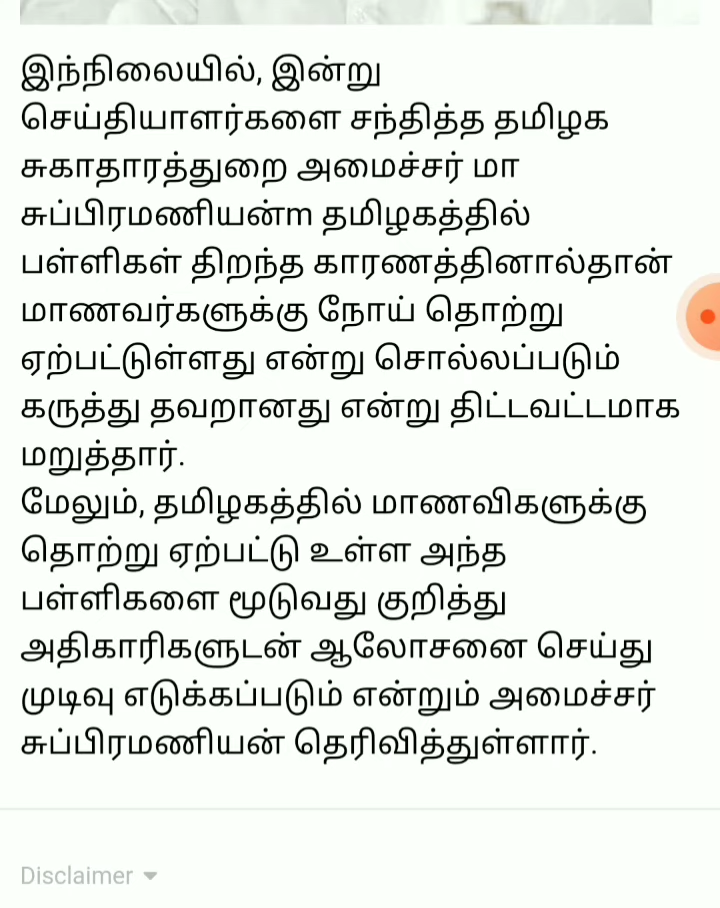 இந்நிலையில், இன்று
செய்தியாளர்களை சந்தித்த தமிழக
சுகாதாரத்துறை அமைச்சர் மா
சுப்பிரமணியன்m தமிழகத்தில்
பள்ளிகள் திறந்த காரணத்தினால்தான்
மாணவர்களுக்கு நோய் தொற்று
ஏற்பட்டுள்ளது என்று சொல்லப்படும்
கருத்து தவறானது என்று திட்டவட்டமாக
மறுத்தார்.
மேலும், தமிழகத்தில் மாணவிகளுக்கு
தொற்று ஏற்பட்டு உள்ள அந்த
பள்ளிகளை மூடுவது குறித்து
அதிகாரிகளுடன் ஆலோசனை செய்து
முடிவு எடுக்கப்படும் என்றும் அமைச்சர்
சுப்பிரமணியன் தெரிவித்துள்ளார்.
Disclaimer